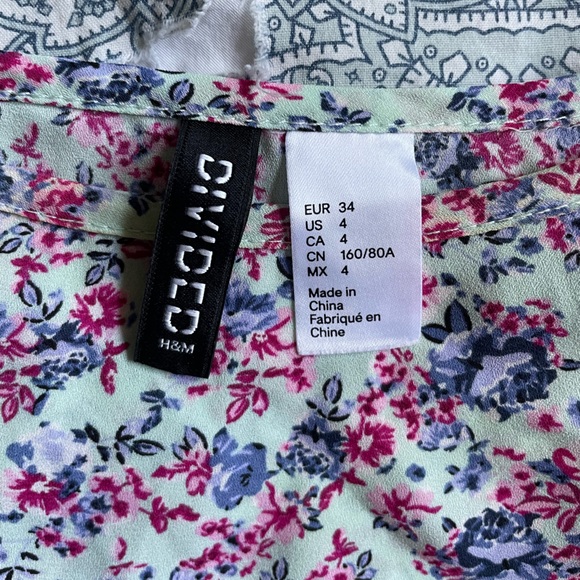 DIVIDED
H&M
EUR 34
US 4
CA 4
CN 160/80A
MX 4
Made in
China
Fabriqué en
Chine